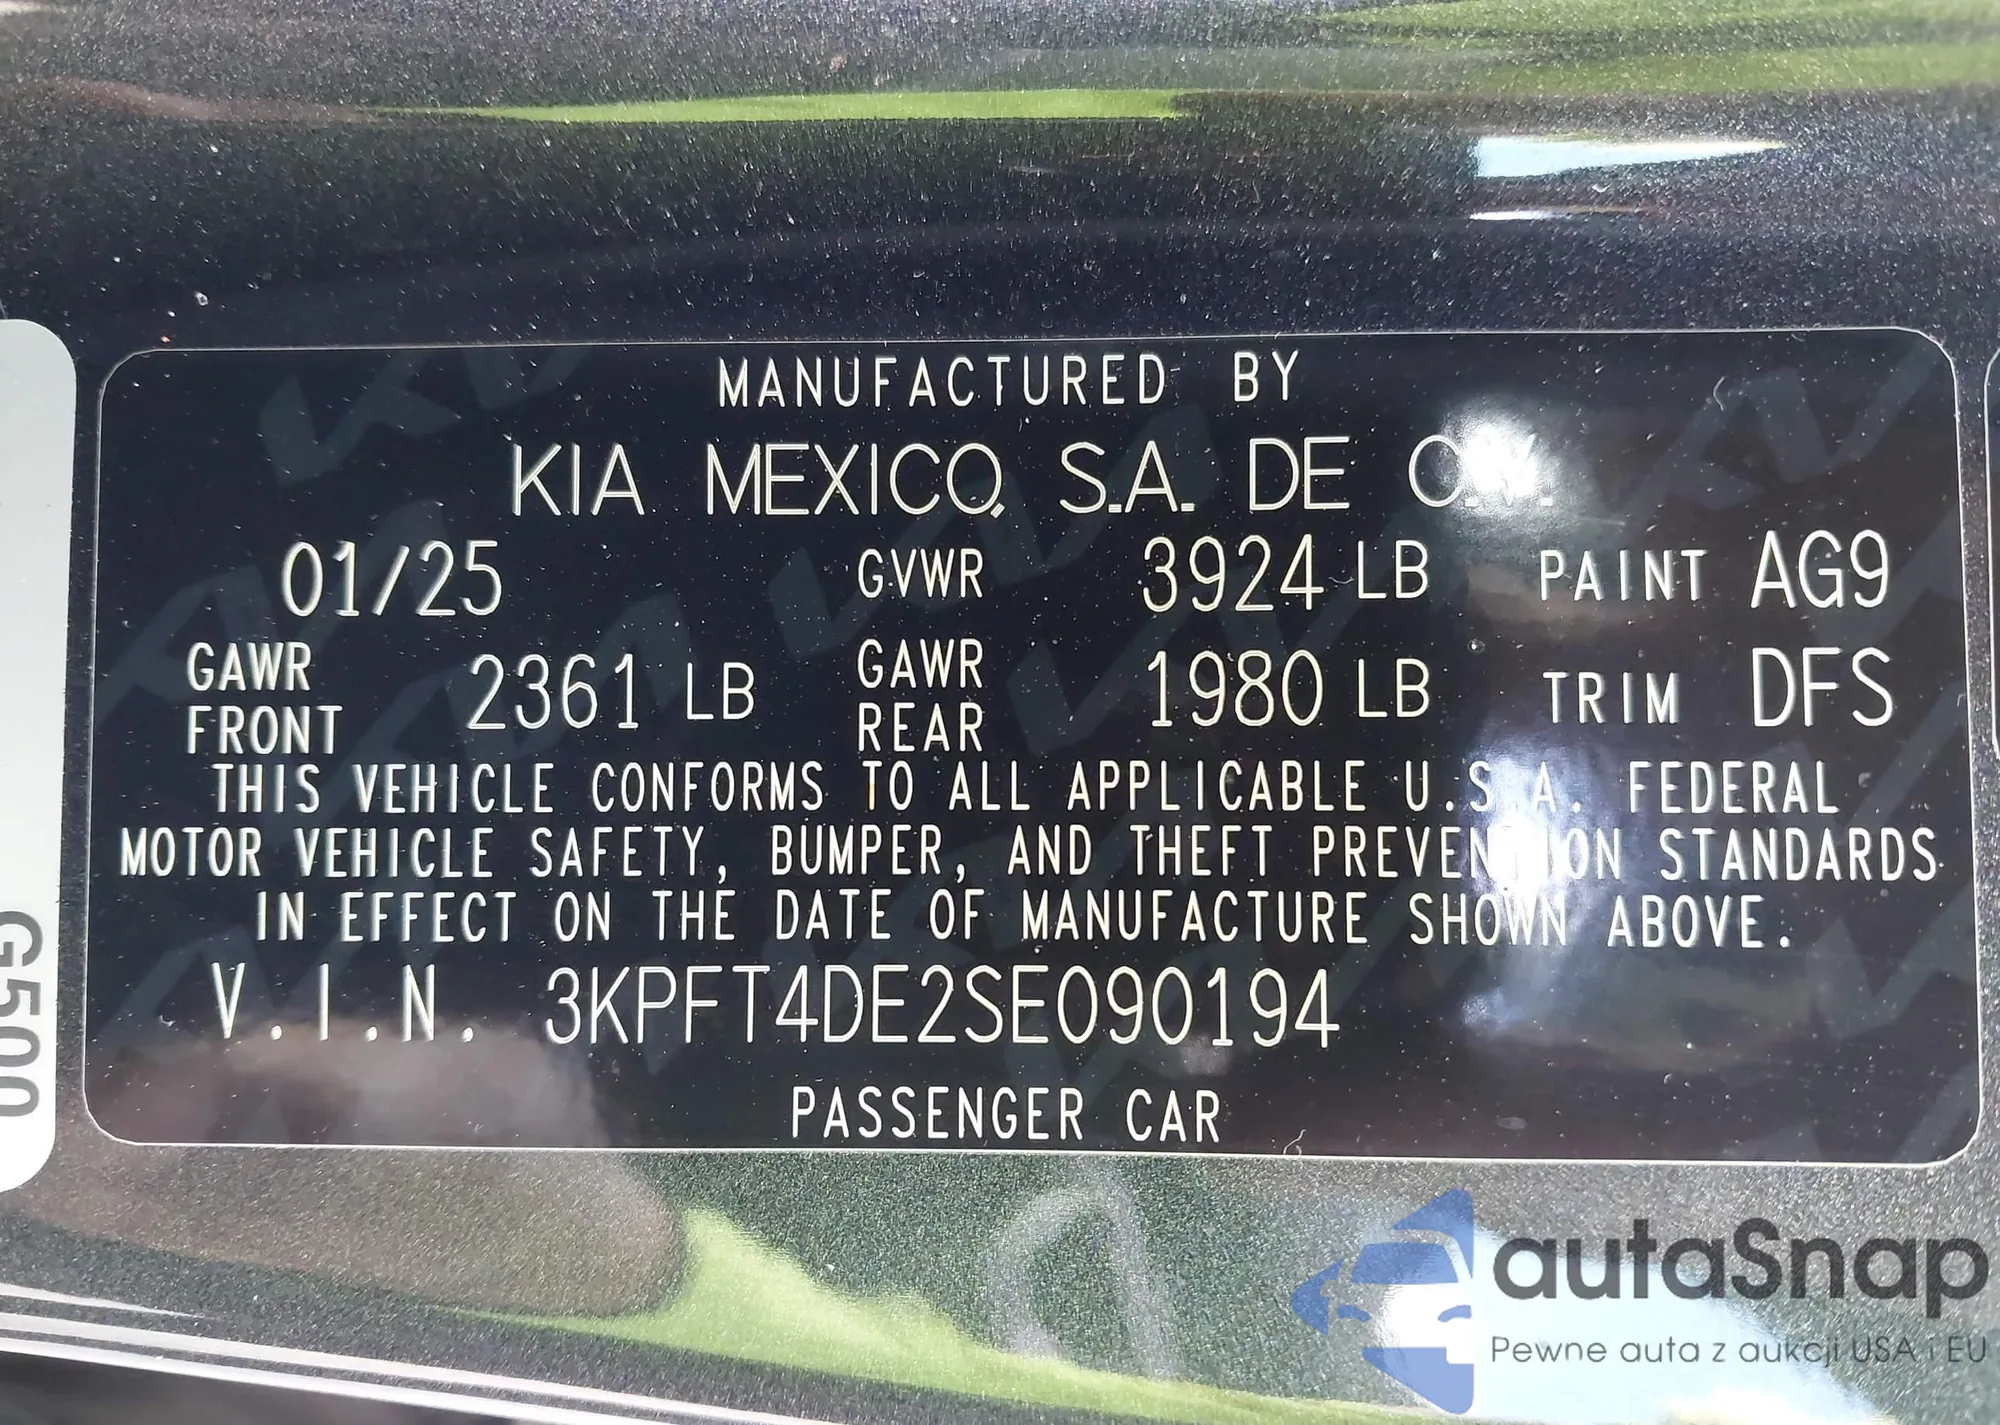 MANUFACTURED BY
KIA MEXICO, S.A. DE C.V.
01/25 GVWR 3924 LB PAINT AG9
GAWR FRONT 2361 LB GAWR REAR 1980 LB TRIM DFS
THIS VEHICLE CONFORMS TO ALL APPLICABLE U.S.A. FEDERAL
MOTOR VEHICLE SAFETY, BUMPER, AND THEFT PREVENTION STANDARDS
IN EFFECT ON THE DATE OF MANUFACTURE SHOWN ABOVE.
V.I.N. 3KPFT4DE2SE090194
PASSENGER CAR
G500
autaSnap
Pewne auta z aukcji USA i EU